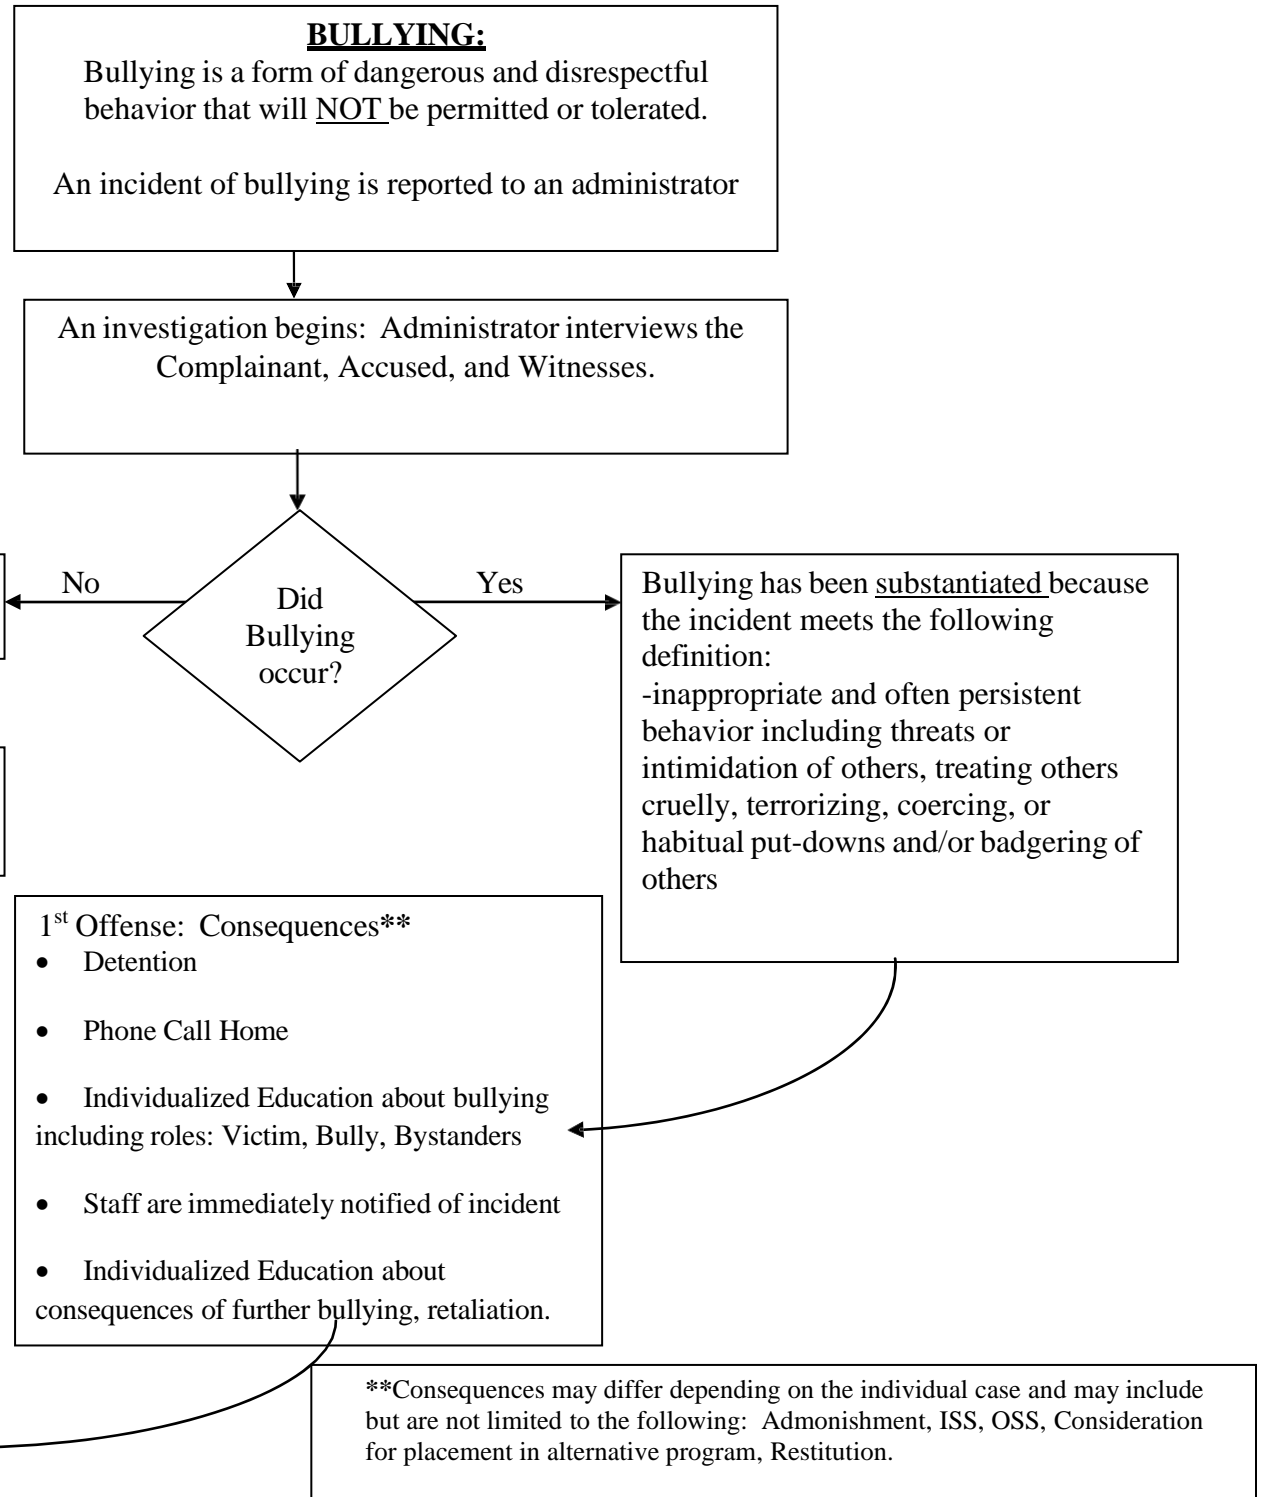 BULLYING:
Bullying is a form of dangerous and disrespectful
behavior that will NOT be permitted or tolerated.
An incident of bullying is reported to an administrator
An investigation begins: Administrator interviews the
Complainant, Accused, and Witnesses.
No
Did
Bullying
occur?
Yes
Bullying has been substantiated because
the incident meets the following
definition:
-inappropriate and often persistent
behavior including threats or
intimidation of others, treating others
cruelly, terrorizing, coercing, or
habitual put-downs and/or badgering of
others
1st Offense: Consequences**
• Detention
• Phone Call Home
• Individualized Education about bullying
including roles: Victim, Bully, Bystanders
• Staff are immediately notified of incident
• Individualized Education about
consequences of further bullying, retaliation.
**Consequences may differ depending on the individual case and may include
but are not limited to the following: Admonishment, ISS, OSS, Consideration
for placement in alternative program, Restitution.